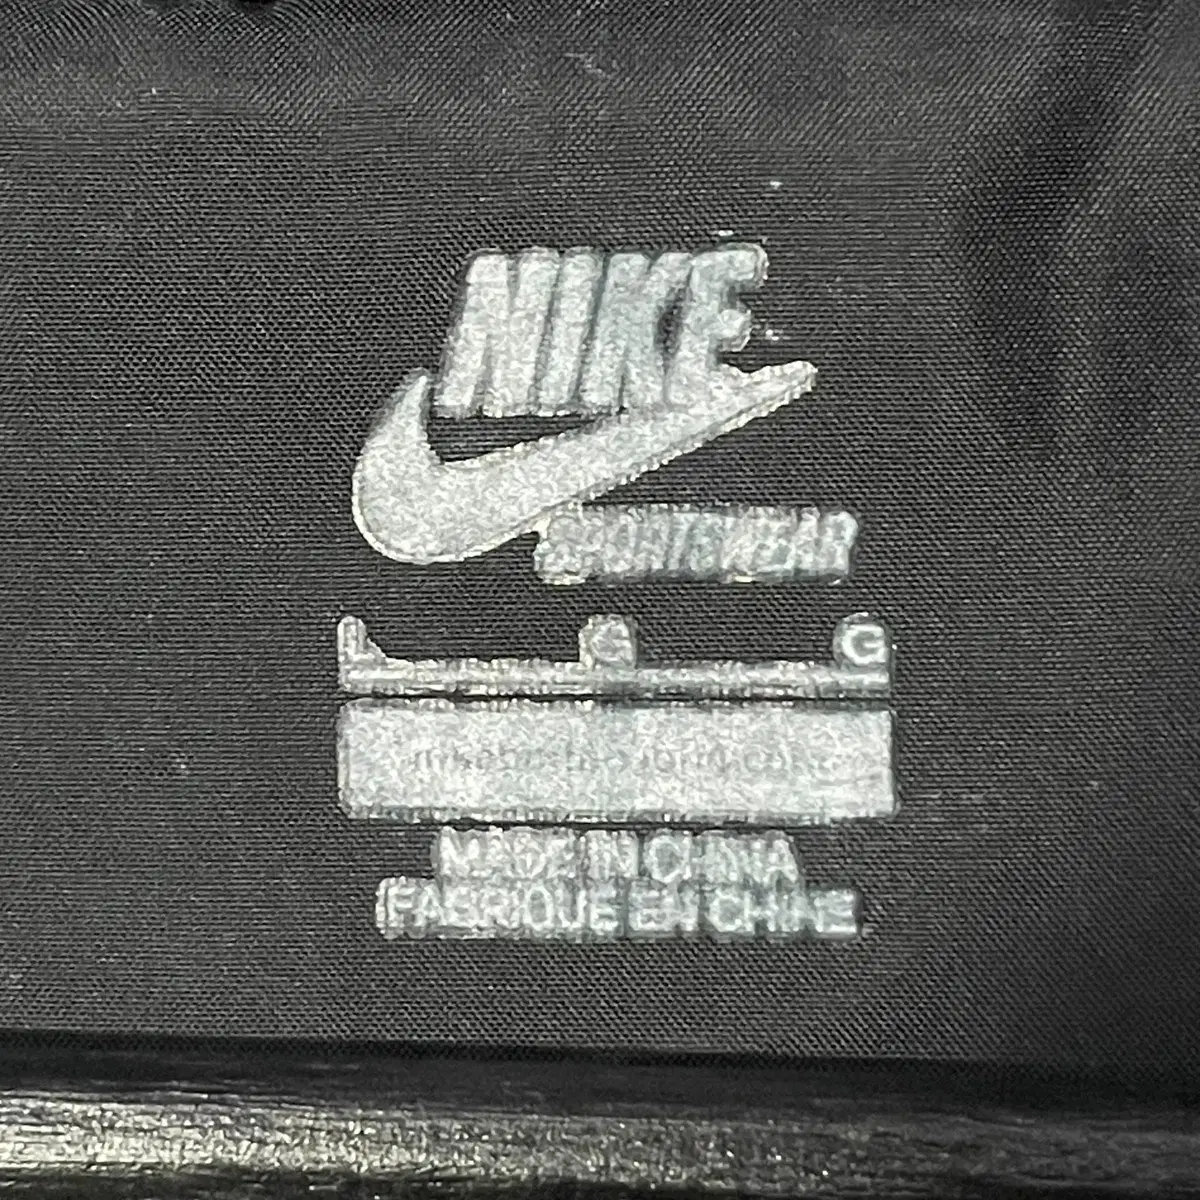 NIKE
SPORTSWEAR
L G G
MADE IN CHINA
FABRIQUE EN CHINE